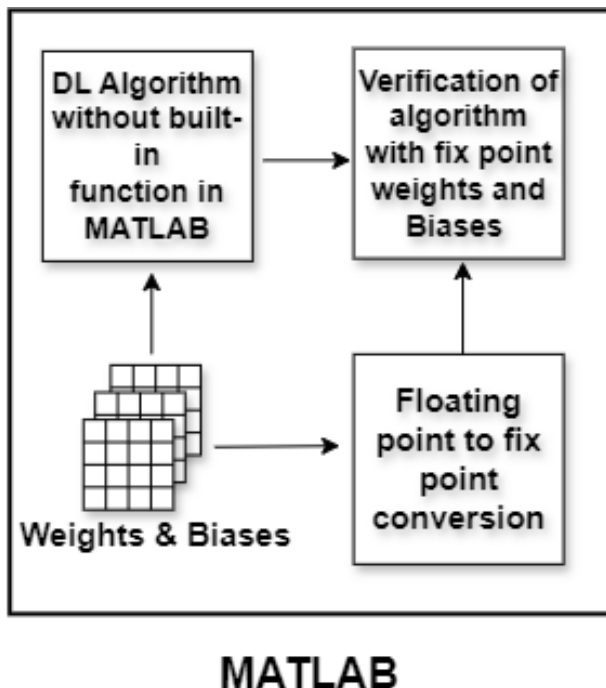 DL Algorithm
without built-
in
function in
MATLAB
Verification of
algorithm
with fix point
weights and
Biases
Weights & Biases
Floating
point to fix
point
conversion
MATLAB